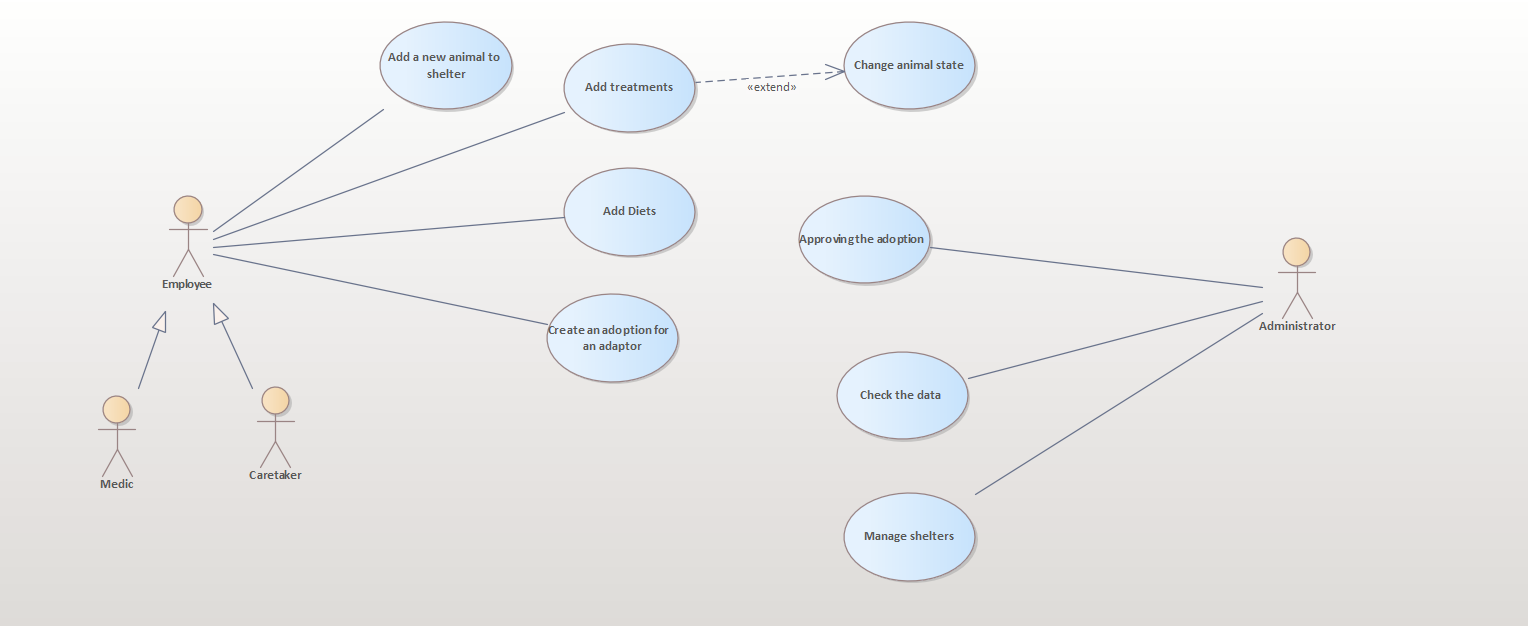 Add a new animal to
shelter
Add treatments
Change animal state
«extend»
Add Diets
Approving the adoption
Employee
Administrator
Create an adoption for
an adaptor
Check the data
Caretaker
Medic
Manage shelters